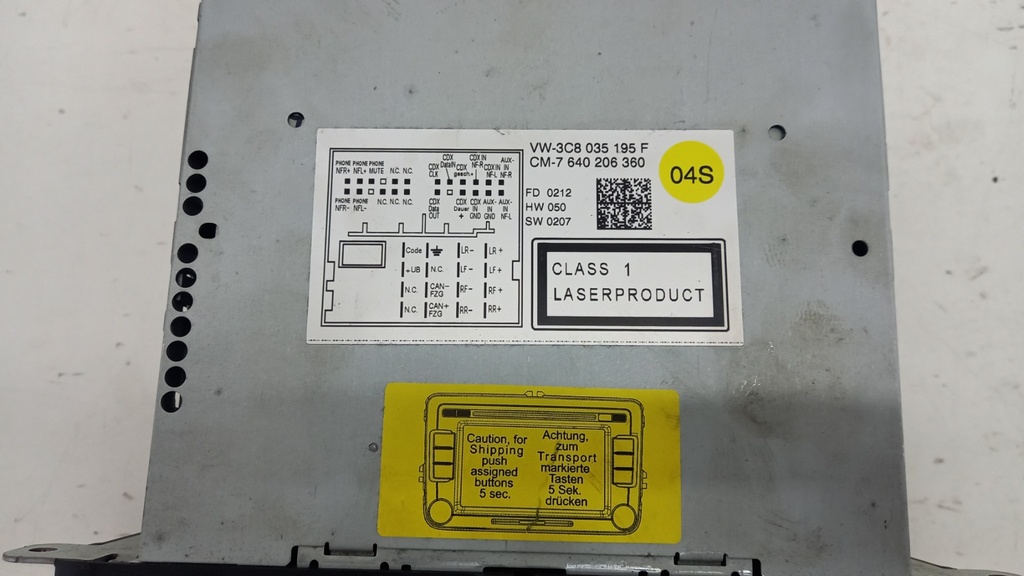 VW-3C8 035 195 F
CM-7 640 206 360
04S
FD 0212
HW 050
SW 0207
PHONE PHONE PHONE
NFR+ NFL+ MUTE N.C. N.C.
PHONE PHONE N.C. N.C. N.C.
NFR- NFL-
CDX CLK
CDX DataIN
CDX gesch+
CDX IN NF-R
CDX IN NF-L
AUX- IN NF-R
CDX Data OUT
CDX Dauer +
CDX IN GND
AUX- IN GND
AUX- IN NF-L
Code LR- LR+
+UB N.C. LF- LF+
N.C. CAN- FZG RF- RF+
N.C. CAN+ FZG RR- RR+
CLASS 1
LASERPRODUCT
Caution, for
Shipping
push
assigned
buttons
5 sec.
Achtung,
zum
Transport
markierte
Tasten
5 Sek.
drücken